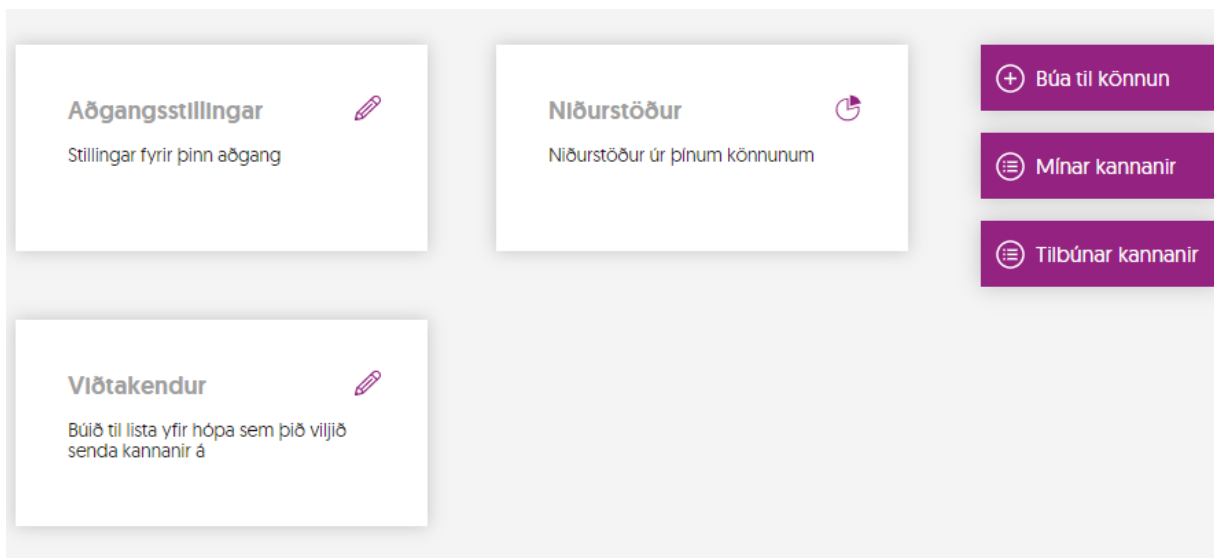 Aðgangsstillingar
Stillingar fyrir þinn aðgang
Niðurstöður
Niðurstöður úr þínum könnunum
Búa til könnun
Mínar kannanir
Tilbúnar kannanir
Viðtakendur
Búið til lista yfir hópa sem þið viljið
senda kannanir á